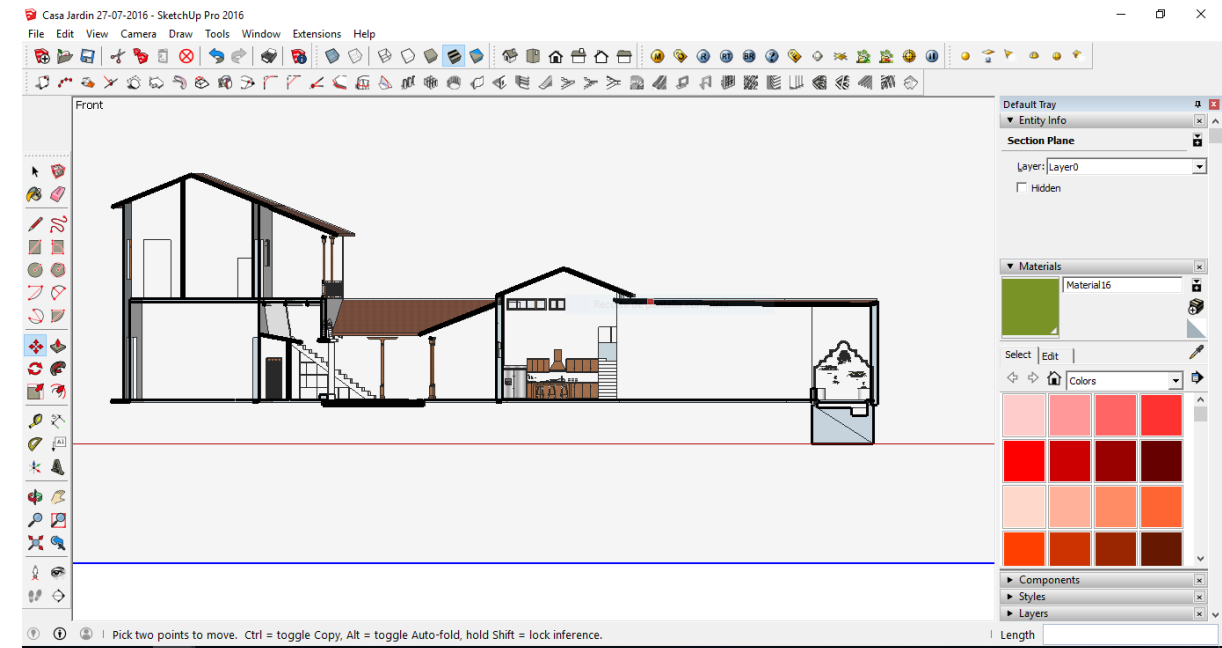 Casa Jardin 27-07-2016 - SketchUp Pro 2016
File Edit View Camera Draw Tools Window Extensions Help
Front
Default Tray
Entity Info
Section Plane
Layer: Layer0
Hidden
Materials
Material16
Select Edit
Colors
Components
Styles
Layers
Pick two points to move. Ctrl = toggle Copy, Alt = toggle Auto-fold, hold Shift = lock inference.
Length